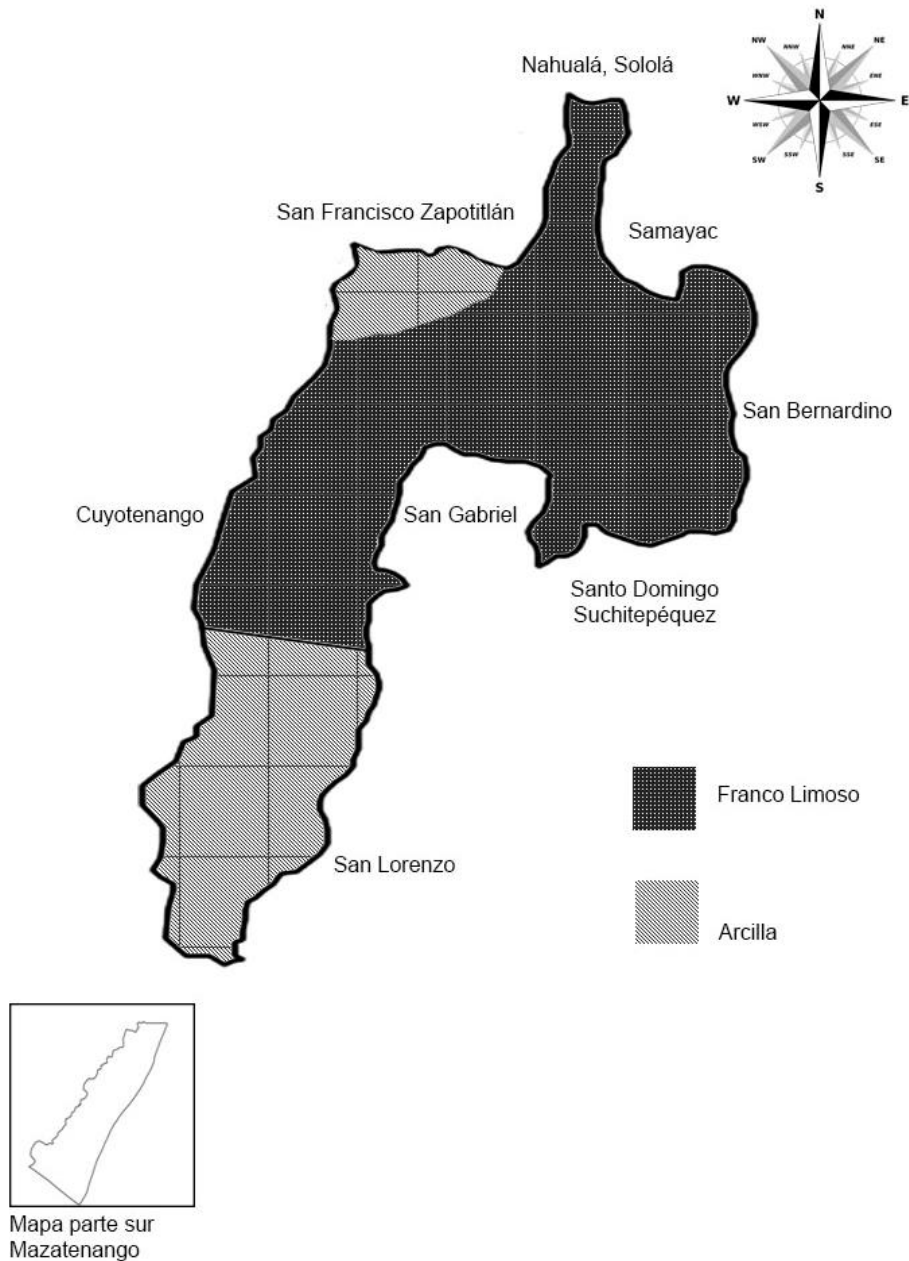 N
NW
NNW
NNE
NE
WNW
ENE
W
E
WSW
ESE
SW
SSW
SSE
SE
S
Nahualá, Sololá
San Francisco Zapotitlán
Samayac
San Bernardino
Cuyotenango
San Gabriel
Santo Domingo
Suchitepéquez
Franco Limoso
San Lorenzo
Arcilla
Mapa parte sur
Mazatenango